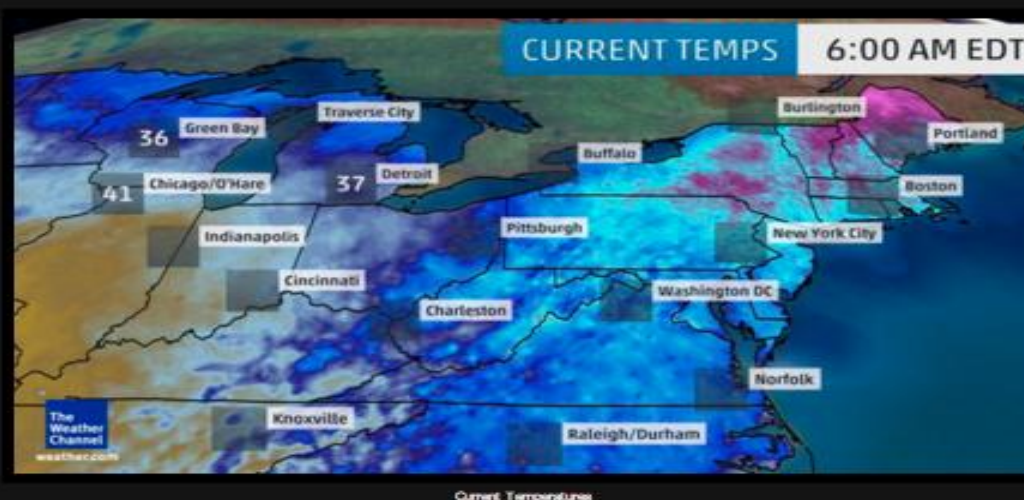 CURRENT TEMPS
6:00 AM EDT
Traverse City
Burlington
36
Green Bay
Portland
Buffalo
41
Chicago/O'Hare
37
Detroit
Boston
Indianapolis
Pittsburgh
New York City
Cincinnati
Washington DC
Charleston
Norfolk
The
Weather
Channel
Knoxville
Raleigh/Durham
weather.com
Current Temperatures